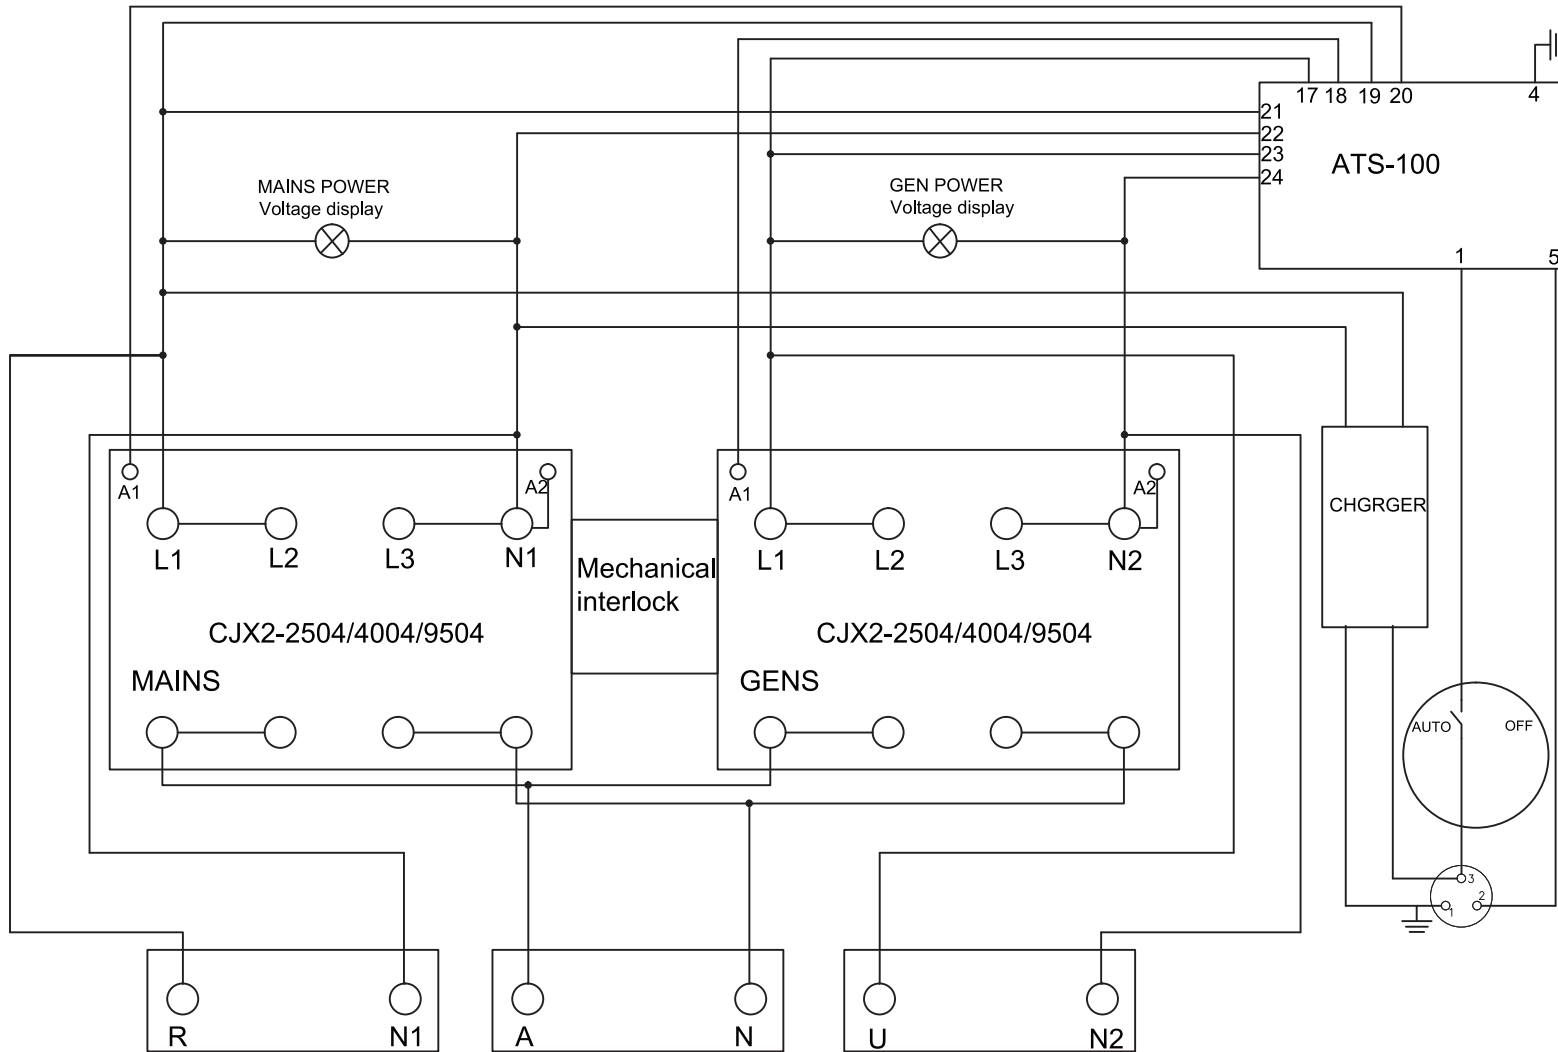 17 18 19 20 4
21
22
23
24
ATS-100
MAINS POWER
Voltage display
GEN POWER
Voltage display
1 5
A1 A2 A1 A2
L1 L2 L3 N1 L1 L2 L3 N2
CHGRGER
Mechanical
interlock
CJX2-2504/4004/9504 CJX2-2504/4004/9504
MAINS GENS
AUTO OFF
3
1 2
R N1 A N U N2